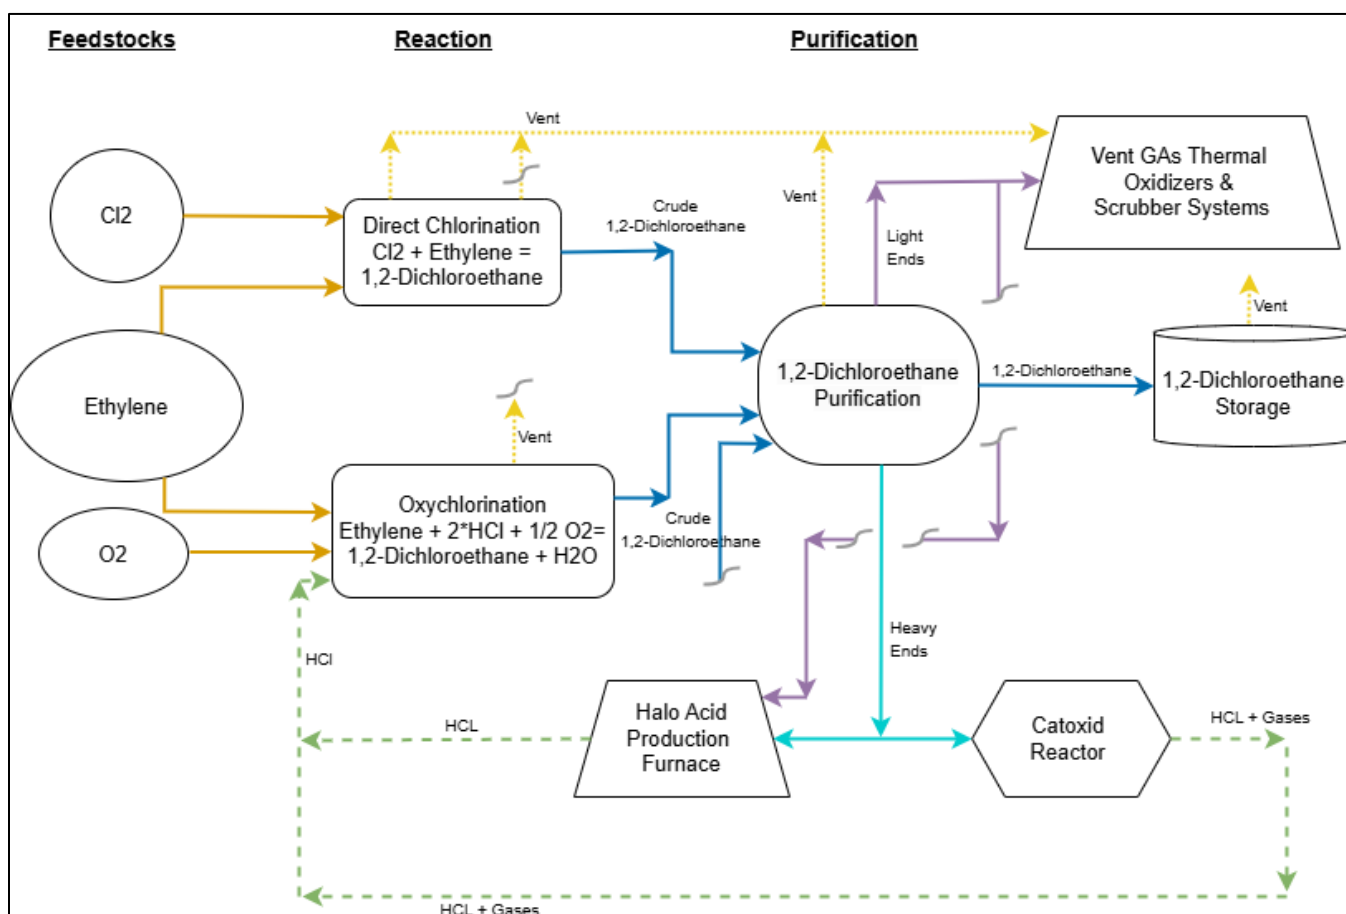 Feedstocks
Reaction
Purification
Vent
Cl2
Direct Chlorination
Cl2 + Ethylene =
1,2-Dichloroethane
Crude
1,2-Dichloroethane
Vent
Light
Ends
Vent GAs Thermal
Oxidizers &
Scrubber Systems
Vent
Ethylene
1,2-Dichloroethane
Purification
1,2-Dichloroethane
1,2-Dichloroethane
Storage
Vent
Oxychlorination
Ethylene + 2*HCl + 1/2 O2=
1,2-Dichloroethane + H2O
Crude
1,2-Dichloroethane
O2
Heavy
Ends
HCl
HCL
Halo Acid
Production
Furnace
Catoxid
Reactor
HCL + Gases
HCL + Gases